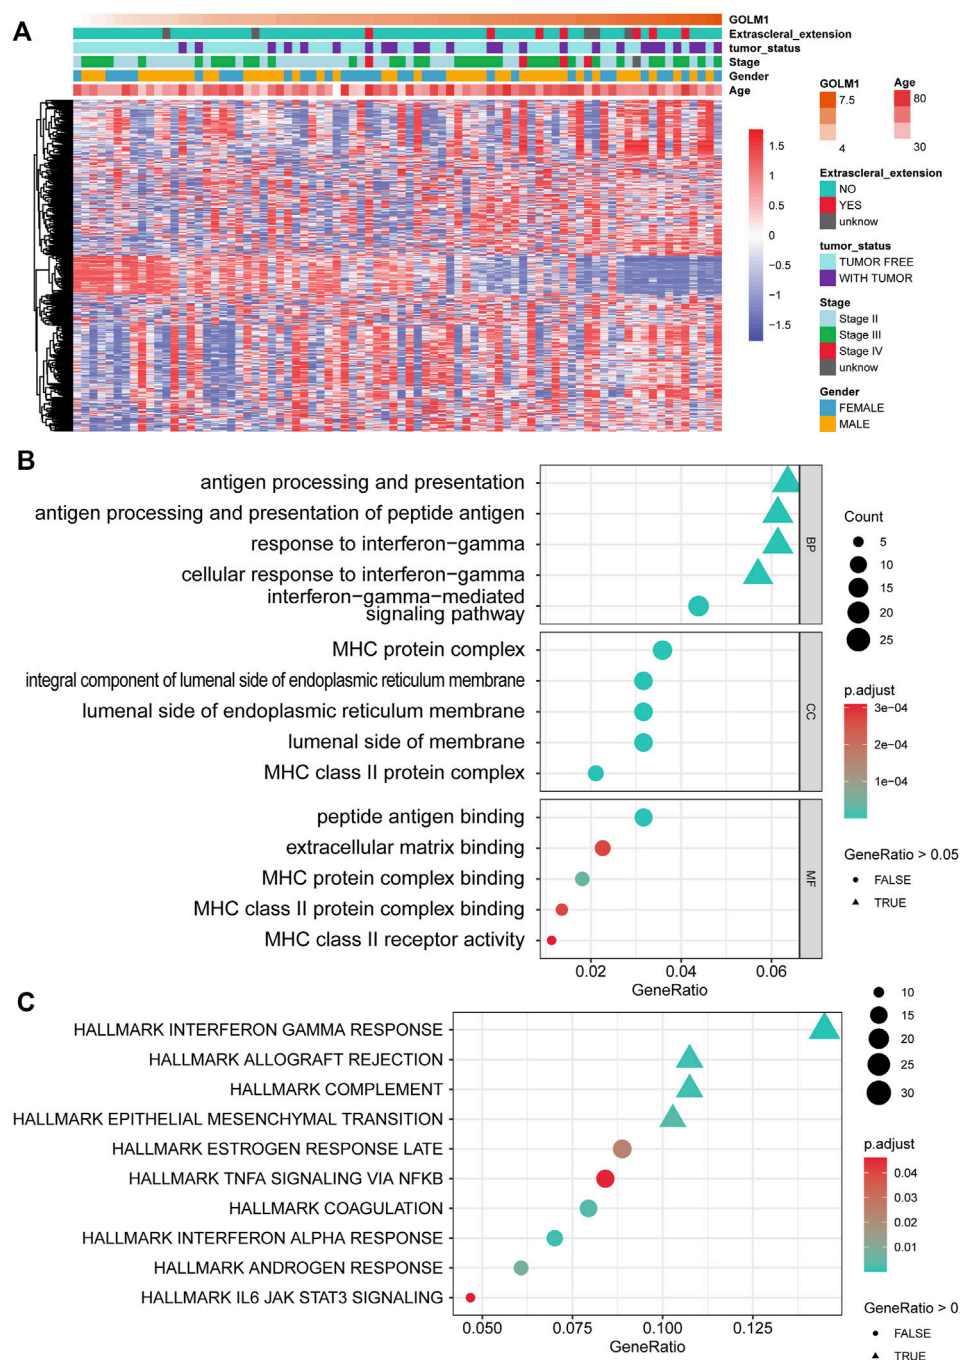 A
GOLM1
Extrascleral_extension
tumor_status
Stage
Gender
Age
1.5
1
0.5
0
−0.5
−1
−1.5
GOLM1
7.5
4
Age
80
30
Extrascleral_extension
NO
YES
unknow
tumor_status
TUMOR FREE
WITH TUMOR
Stage
Stage II
Stage III
Stage IV
unknow
Gender
FEMALE
MALE
B
antigen processing and presentation
antigen processing and presentation of peptide antigen
response to interferon−gamma
cellular response to interferon−gamma
interferon−gamma−mediated
signaling pathway
BP
MHC protein complex
integral component of lumenal side of endoplasmic reticulum membrane
lumenal side of endoplasmic reticulum membrane
lumenal side of membrane
MHC class II protein complex
CC
peptide antigen binding
extracellular matrix binding
MHC protein complex binding
MHC class II protein complex binding
MHC class II receptor activity
MF
0.02 0.04 0.06
GeneRatio
Count
5
10
15
20
25
p.adjust
3e−04
2e−04
1e−04
GeneRatio > 0.05
FALSE
TRUE
C
HALLMARK INTERFERON GAMMA RESPONSE
HALLMARK ALLOGRAFT REJECTION
HALLMARK COMPLEMENT
HALLMARK EPITHELIAL MESENCHYMAL TRANSITION
HALLMARK ESTROGEN RESPONSE LATE
HALLMARK TNFA SIGNALING VIA NFKB
HALLMARK COAGULATION
HALLMARK INTERFERON ALPHA RESPONSE
HALLMARK ANDROGEN RESPONSE
HALLMARK IL6 JAK STAT3 SIGNALING
0.050 0.075 0.100 0.125
GeneRatio
10
15
20
25
30
p.adjust
0.04
0.03
0.02
0.01
GeneRatio > 0.
FALSE
TRUE